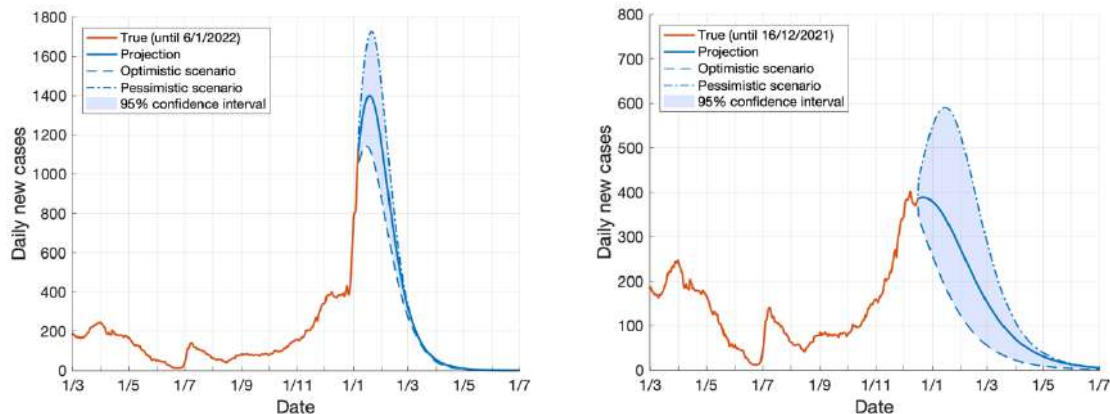 1800
1600
1400
1200
1000
800
600
400
200
0
Daily new cases
True (until 6/1/2022)
Projection
Optimistic scenario
Pessimistic scenario
95% confidence interval
1/3 1/5 1/7 1/9 1/11 1/1 1/3 1/5 1/7
Date
800
700
600
500
400
300
200
100
0
Daily new cases
True (until 16/12/2021)
Projection
Optimistic scenario
Pessimistic scenario
95% confidence interval
1/3 1/5 1/7 1/9 1/11 1/1 1/3 1/5 1/7
Date